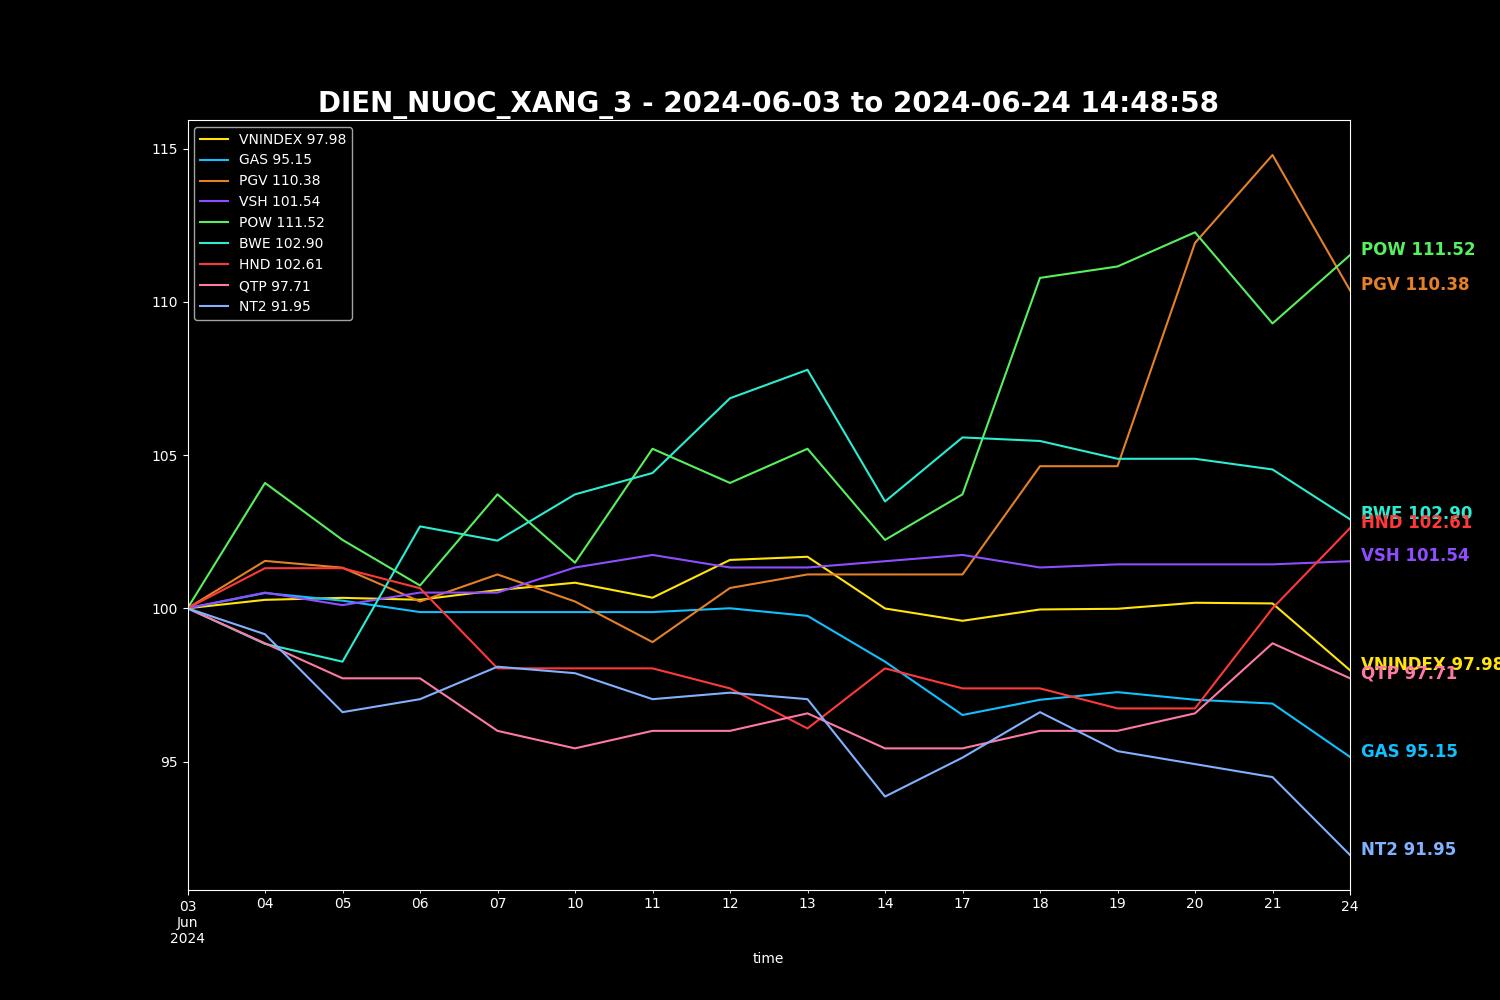 DIEN_NUOC_XANG_3 - 2024-06-03 to 2024-06-24 14:48:58
VNINDEX 97.98
GAS 95.15
PGV 110.38
VSH 101.54
POW 111.52
BWE 102.90
HND 102.61
QTP 97.71
NT2 91.95
115
110
105
100
95
POW 111.52
PGV 110.38
BWE 102.90
HND 102.61
VSH 101.54
VNINDEX 97.98
QTP 97.71
GAS 95.15
NT2 91.95
03 04 05 06 07 10 11 12 13 14 17 18 19 20 21 24
Jun
2024
time